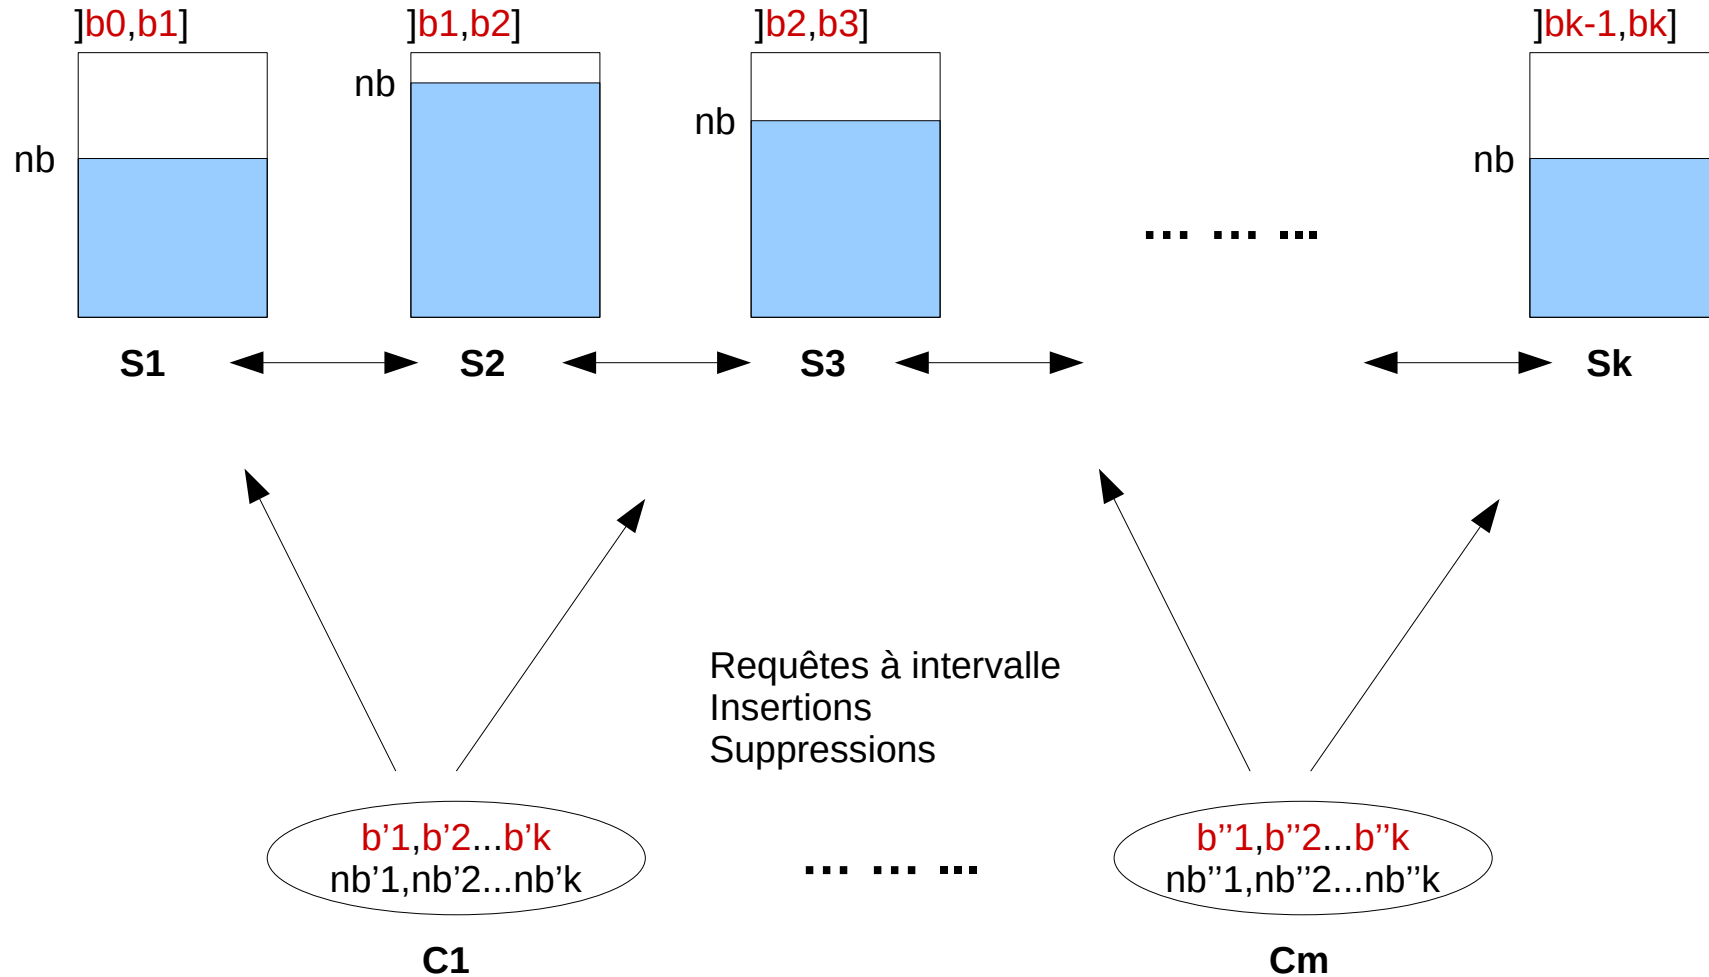 ]b0,b1] ]b1,b2] ]b2,b3] ]bk-1,bk]
nb nb nb nb
... ... ...
S1 S2 S3 Sk
Requêtes à intervalle
Insertions
Suppressions
b’1,b’2...b’k ... ... ... b’’1,b’’2...b’’k
nb’1,nb’2...nb’k nb’’1,nb’’2...nb’’k
C1 Cm